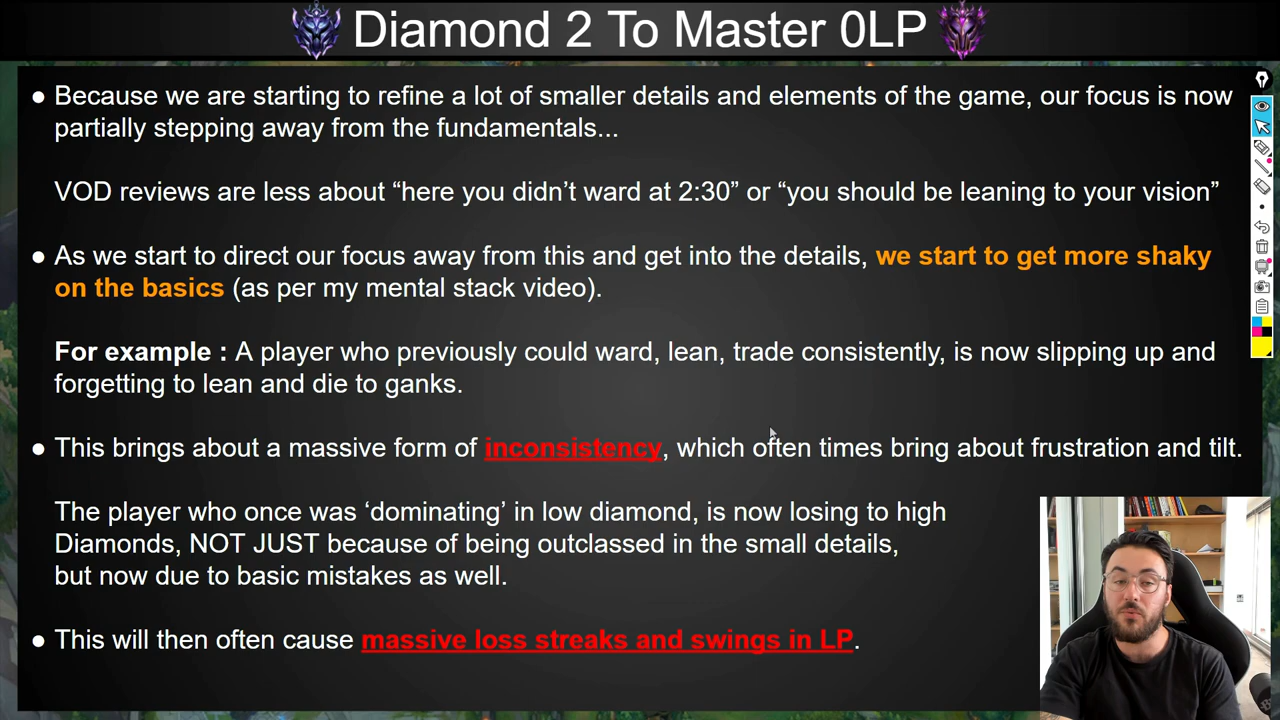 Diamond 2 To Master 0LP
● Because we are starting to refine a lot of smaller details and elements of the game, our focus is now
partially stepping away from the fundamentals...
VOD reviews are less about “here you didn’t ward at 2:30” or “you should be leaning to your vision”
● As we start to direct our focus away from this and get into the details, we start to get more shaky
on the basics (as per my mental stack video).
For example : A player who previously could ward, lean, trade consistently, is now slipping up and
forgetting to lean and die to ganks.
● This brings about a massive form of inconsistency, which often times bring about frustration and tilt.
The player who once was ‘dominating’ in low diamond, is now losing to high
Diamonds, NOT JUST because of being outclassed in the small details,
but now due to basic mistakes as well.
● This will then often cause massive loss streaks and swings in LP.